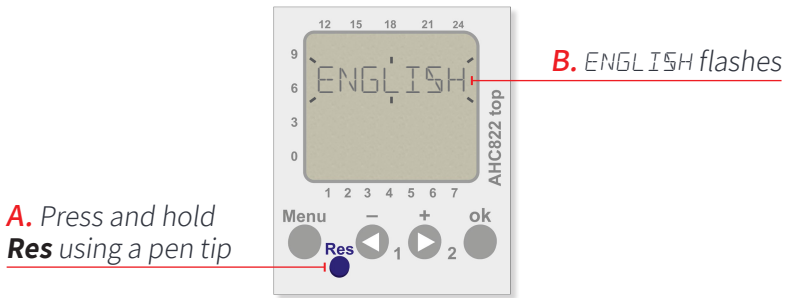 12 15 18 21 24
9
ENGLISH
B. ENGLISH flashes
6
3
0
AHC822 top
1 2 3 4 5 6 7
Menu – + ok
A. Press and hold
Res using a pen tip
Res
1 2